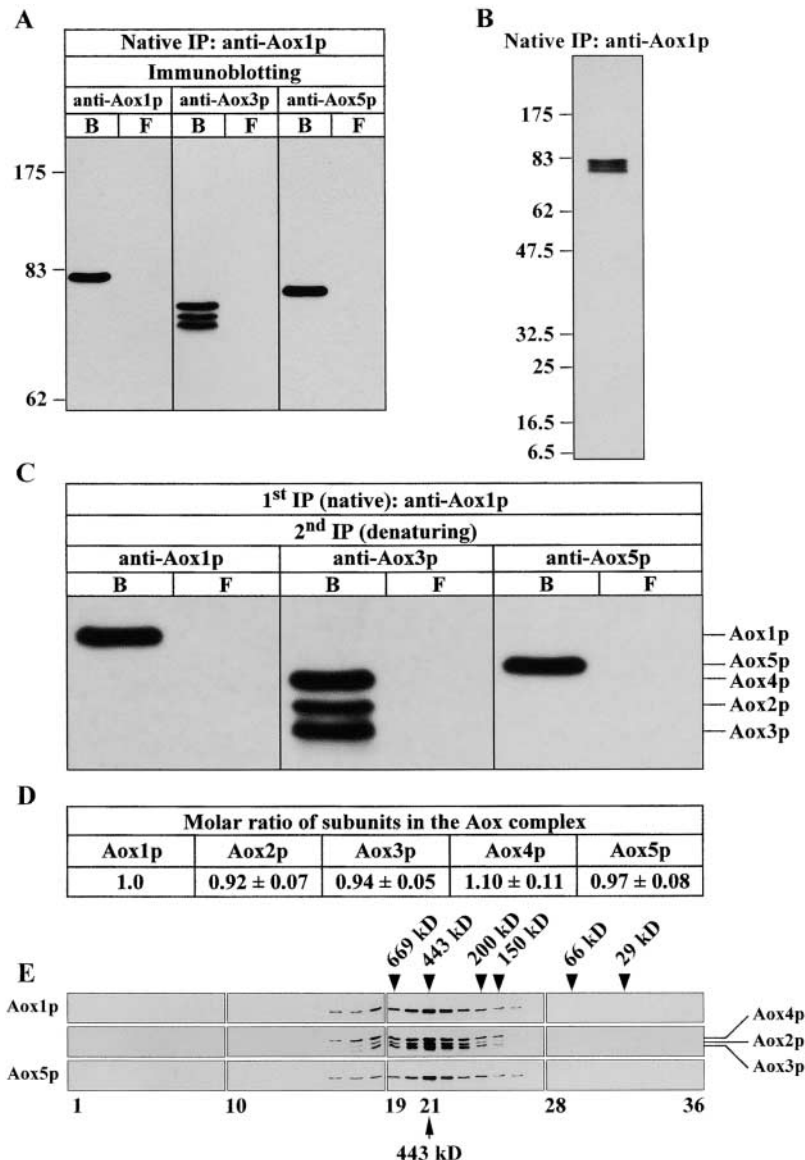 A
Native IP: anti-Aox1p
Immunoblotting
anti-Aox1p anti-Aox3p anti-Aox5p
B F B F B F
175
83
62
B
Native IP: anti-Aox1p
175
83
62
47.5
32.5
25
16.5
6.5
C
1st IP (native): anti-Aox1p
2nd IP (denaturing)
anti-Aox1p anti-Aox3p anti-Aox5p
B F B F B F
Aox1p
Aox5p
Aox4p
Aox2p
Aox3p
D
Molar ratio of subunits in the Aox complex
Aox1p Aox2p Aox3p Aox4p Aox5p
1.0 0.92 ± 0.07 0.94 ± 0.05 1.10 ± 0.11 0.97 ± 0.08
E
669 kD 443 kD 200 kD 150 kD 66 kD 29 kD
Aox1p
Aox4p
Aox2p
Aox3p
Aox5p
1 10 19 21 28 36
443 kD